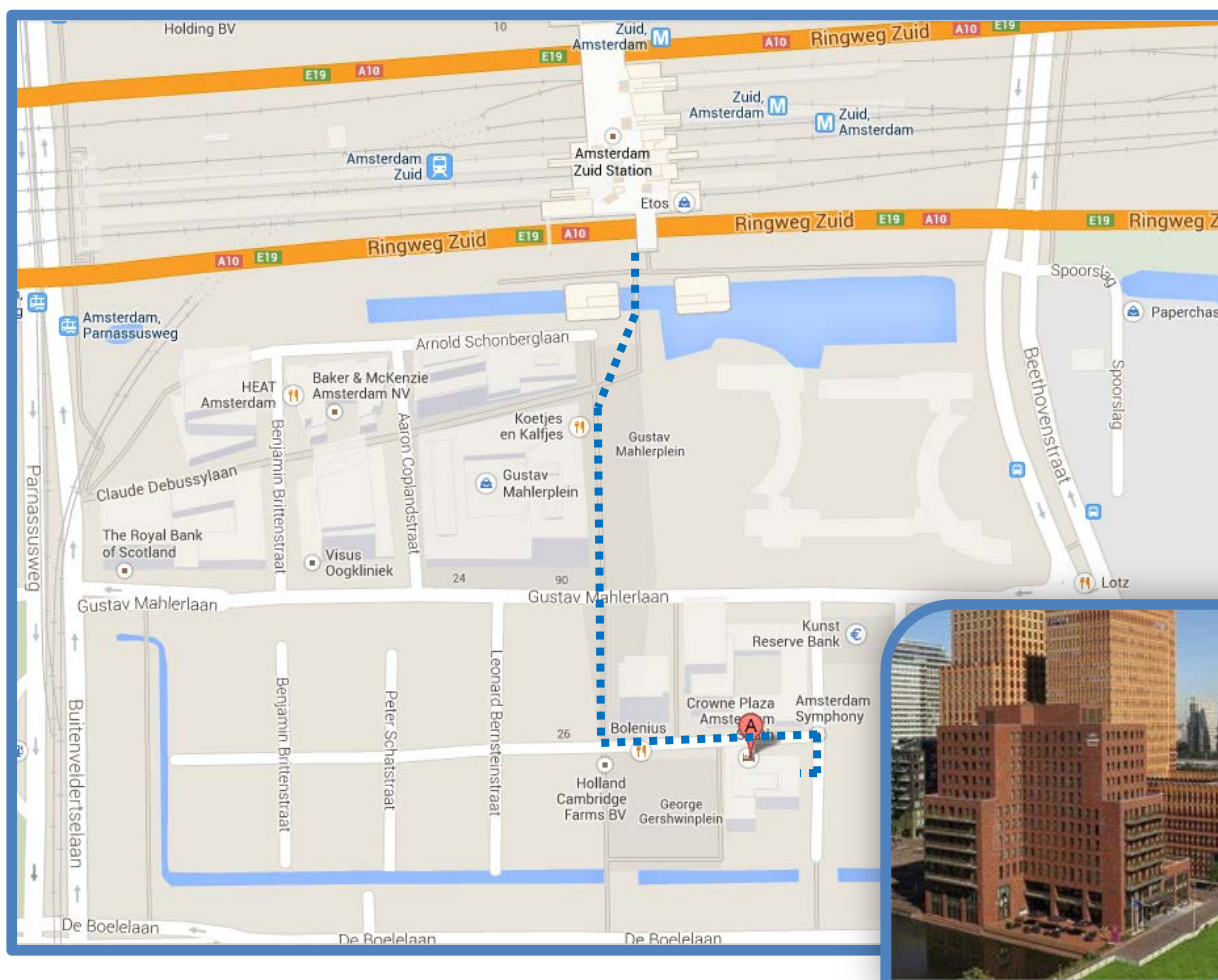 Holding BV
10
Zuid,
Amsterdam
M
E19
A10
E19
A10
Ringweg Zuid
A10
E19
Zuid,
Amsterdam
M
M
Zuid,
Amsterdam
Amsterdam
Zuid
Amsterdam
Zuid Station
Etos
Ringweg Zuid
E19
A10
A10
E19
Ringweg Zuid
E19
A10
E19
Ringweg Z
Spoorslag
Amsterdam,
Parnassusweg
Paperchas
Arnold Schonberglaan
HEAT
Amsterdam
Baker & McKenzie
Amsterdam NV
Koetjes
en Kalfjes
Gustav
Mahlerplein
Beethovenstraat
Spoorslag
Aaron Coplandstraat
Benjamin Brittenstraat
Claude Debussylaan
Gustav
Mahlerplein
Parnassusweg
The Royal Bank
of Scotland
Visus
Oogkliniek
24
90
Lotz
Gustav Mahlerlaan
Gustav Mahlerlaan
Kunst
Reserve Bank
Buitenveldertselaan
Benjamin Brittenstraat
Peter Schatstraat
Leonard Bernsteinstraat
Crowne Plaza
Amsterdam
Amsterdam
Symphony
A
26
Bolenius
Holland
Cambridge
Farms BV
George
Gershwinplein
De Boelelaan
De Boelelaan
De Boelelaan